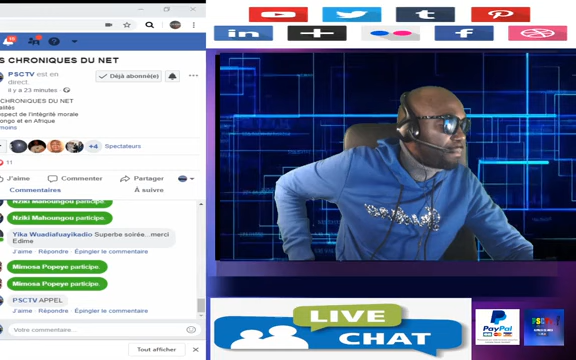 S CHRONIQUES DU NET
PSCTV est en
direct.
il y a 23 minutes
Déjà abonné(e)
CHRONIQUES DU NET
alités
espect de l'intégrité morale
ongo et en Afrique
moins
+4 Spectateurs
11
J'aime Commenter Partager
Commentaires À suivre
Nziki Mahoungou participe.
Nziki Mahoungou participe.
Yika Wuadiafuayikadio Superbe soirée...merci
Edime
J'aime · Répondre · Épingler le commentaire
Mimosa Popeye participe.
Mimosa Popeye participe.
PSCTV APPEL
J'aime · Répondre · Épingler le commentaire
Votre commentaire...
Tout afficher
LIVE
CHAT
PayPal